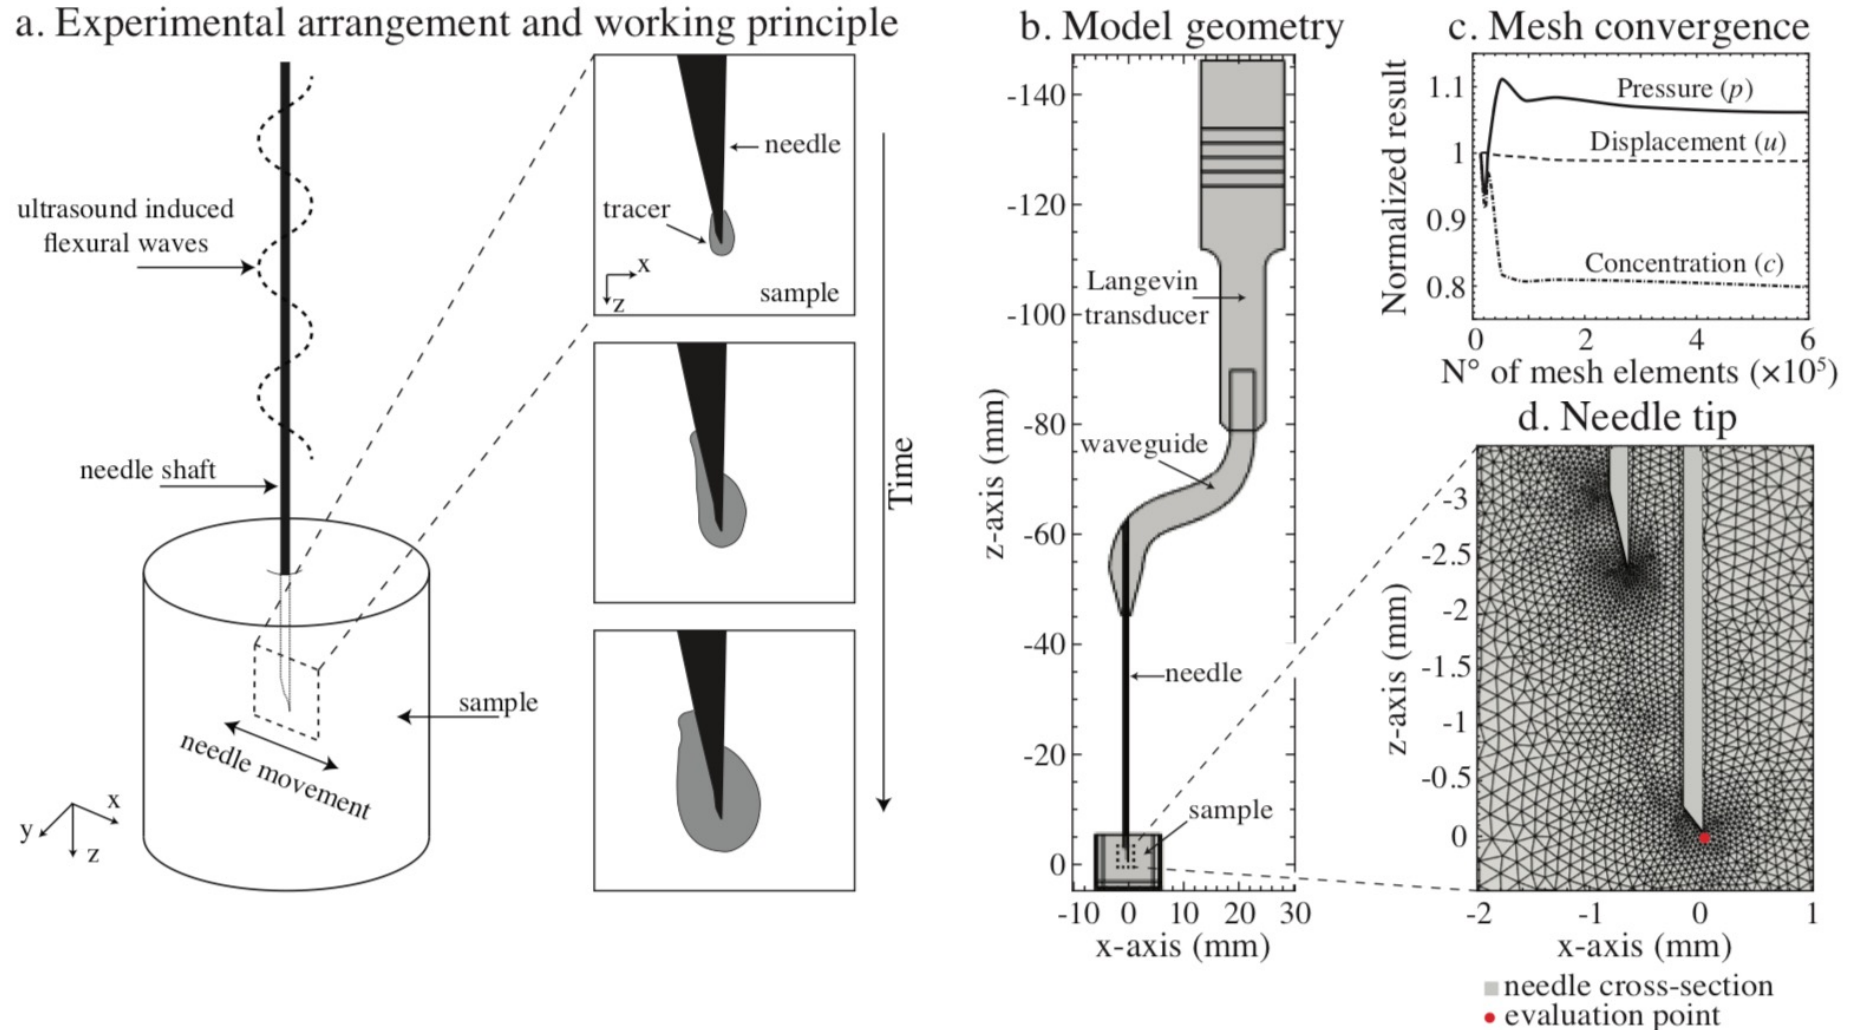 a. Experimental arrangement and working principle
ultrasound induced
flexural waves
needle shaft
needle
tracer
x
z
sample
Time
sample
needle movement
x
y
z
b. Model geometry
-140
-120
-100
-80
-60
-40
-20
0
z-axis (mm)
Langevin
transducer
waveguide
needle
sample
-10 0 10 20 30
x-axis (mm)
c. Mesh convergence
Normalized result
1.1
1
0.9
0.8
Pressure (p)
Displacement (u)
Concentration (c)
0 2 4 6
N° of mesh elements (×10⁵)
d. Needle tip
z-axis (mm)
-3
-2.5
-2
-1.5
-1
-0.5
0
-2 -1 0 1
x-axis (mm)
needle cross-section
evaluation point